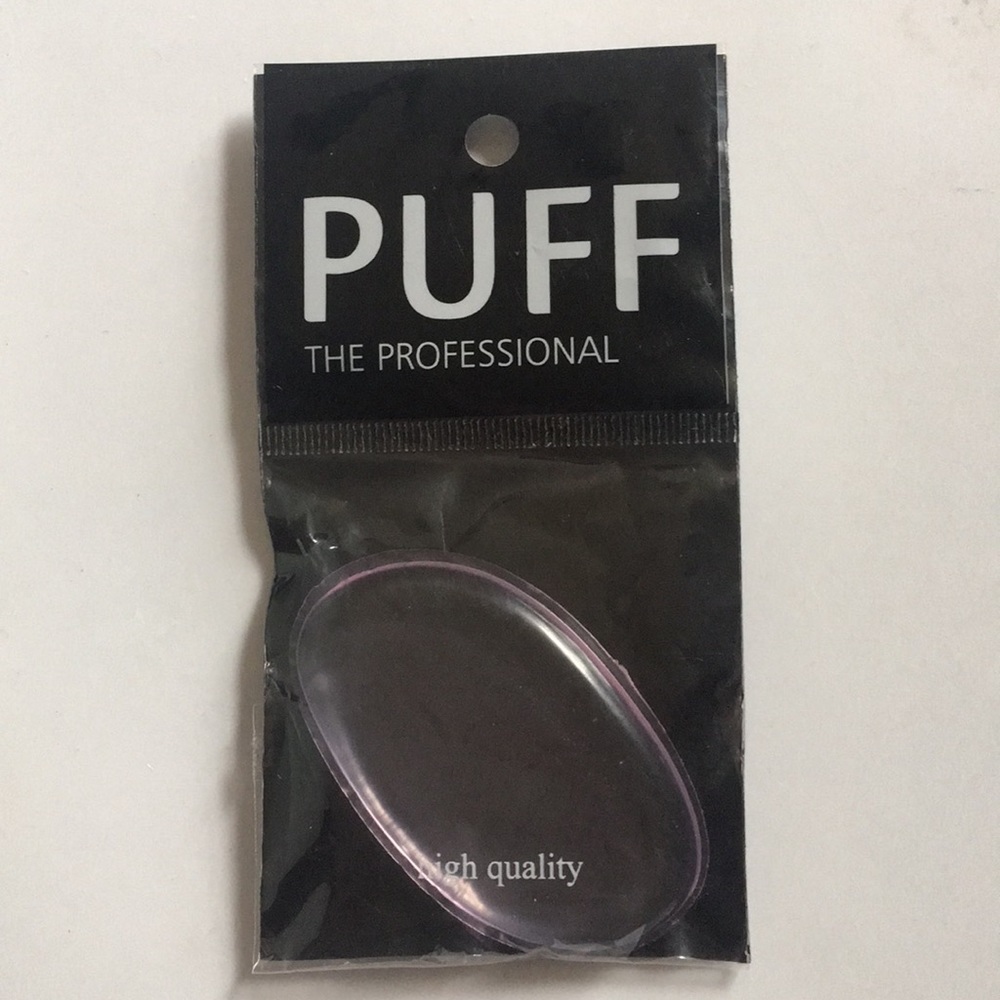 PUFF
THE PROFESSIONAL
high quality